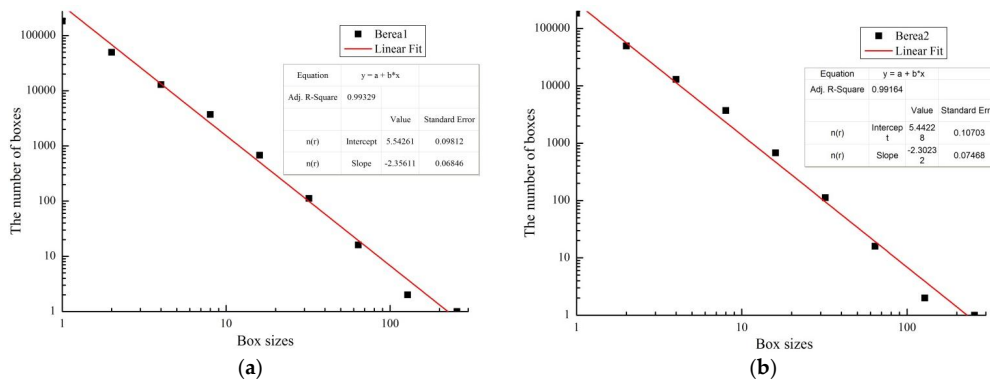 100000
10000
1000
100
10
1
1
10
100
The number of boxes
Box sizes
Berea1
Linear Fit
Equation y = a + b*x
Adj. R-Square 0.99329
Value Standard Error
n(r) Intercept 5.54261 0.09812
n(r) Slope -2.35611 0.06846
(a)
100000
10000
1000
100
10
1
1
10
100
The number of boxes
Box sizes
Berea2
Linear Fit
Equation y = a + b*x
Adj. R-Square 0.99164
Value Standard Err
n(r) Intercep
t 5.4422
8 0.10703
n(r) Slope -2.3023
2 0.07468
(b)